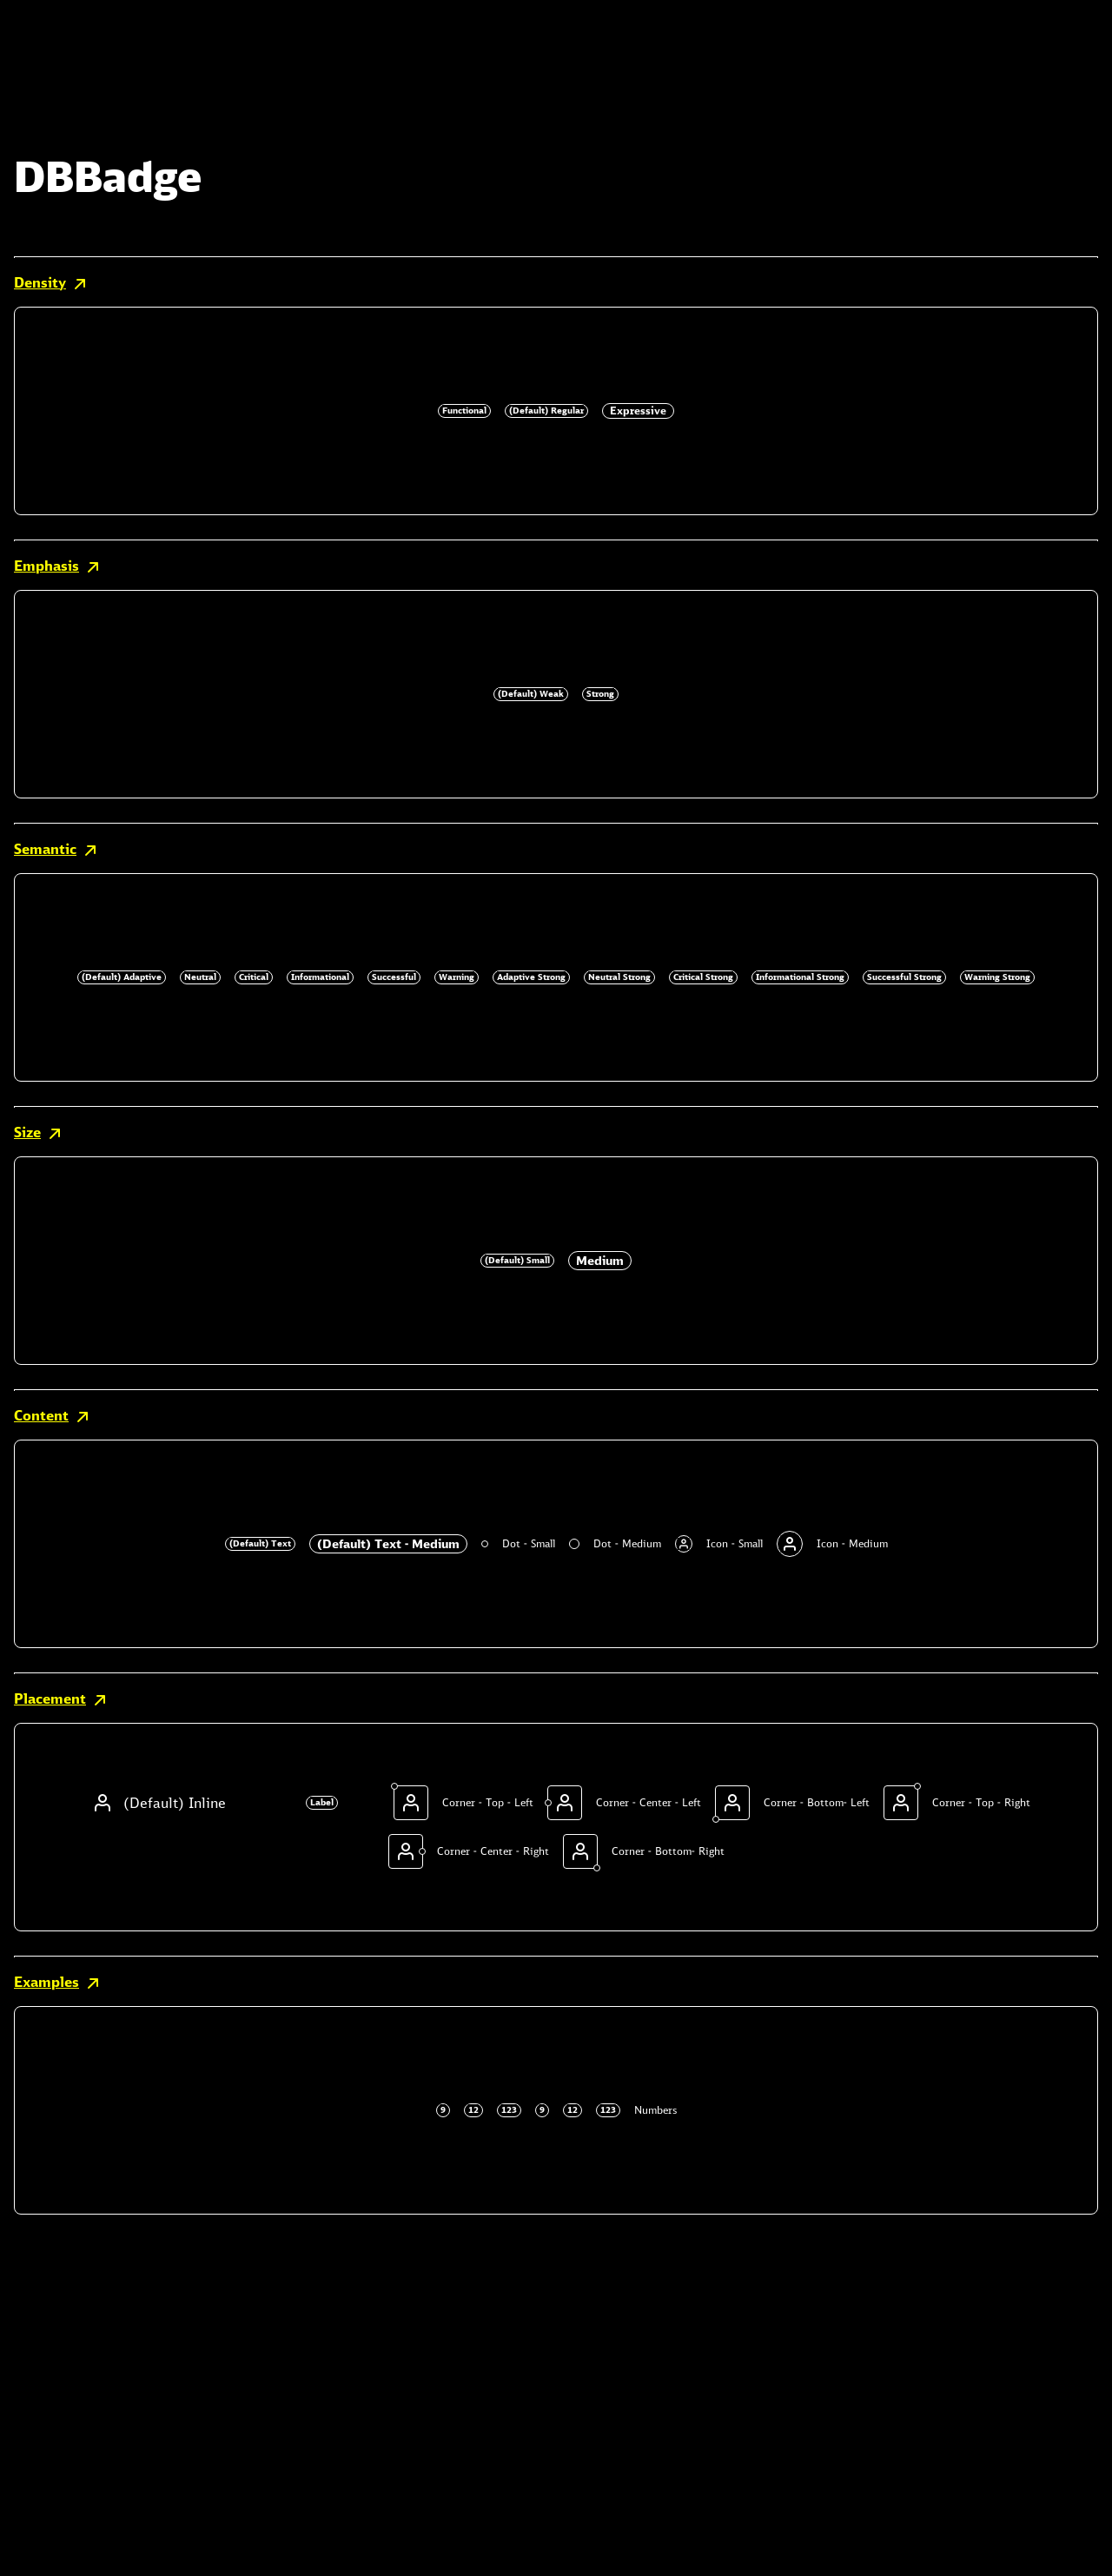 DBBadge
Density
Functional (Default) Regular Expressive
Emphasis
(Default) Weak Strong
Semantic
(Default) Adaptive Neutral Critical Informational Successful Warning Adaptive Strong Neutral Strong Critical Strong Informational Strong Successful Strong Warning Strong
Size
(Default) Small Medium
Content
(Default) Text (Default) Text - Medium Dot - Small Dot - Medium Icon - Small Icon - Medium
Placement
(Default) Inline Label Corner - Top - Left Corner - Center - Left Corner - Bottom- Left Corner - Top - Right
Corner - Center - Right Corner - Bottom- Right
Examples
9 12 123 9 12 123 Numbers